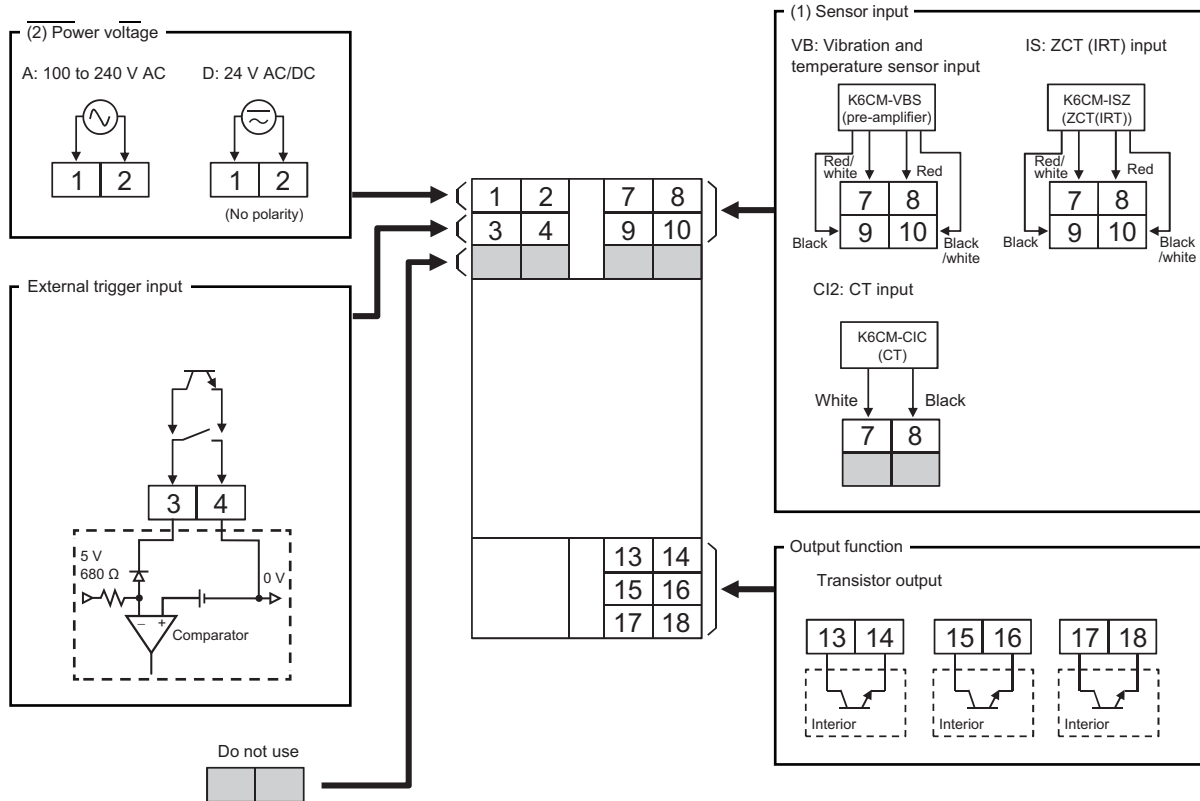 (2) Power voltage
A: 100 to 240 V AC
D: 24 V AC/DC
1 2
1 2
(No polarity)
External trigger input
3 4
5 V
680 Ω
0 V
– +
Comparator
Do not use
1 2 7 8
3 4 9 10
13 14
15 16
17 18
(1) Sensor input
VB: Vibration and
temperature sensor input
K6CM-VBS
(pre-amplifier)
Red/
white
Red
7 8
9 10
Black
Black
/white
IS: ZCT (IRT) input
K6CM-ISZ
(ZCT(IRT))
Red/
white
Red
7 8
9 10
Black
Black
/white
CI2: CT input
K6CM-CIC
(CT)
White
Black
7 8
Output function
Transistor output
13 14
Interior
15 16
Interior
17 18
Interior